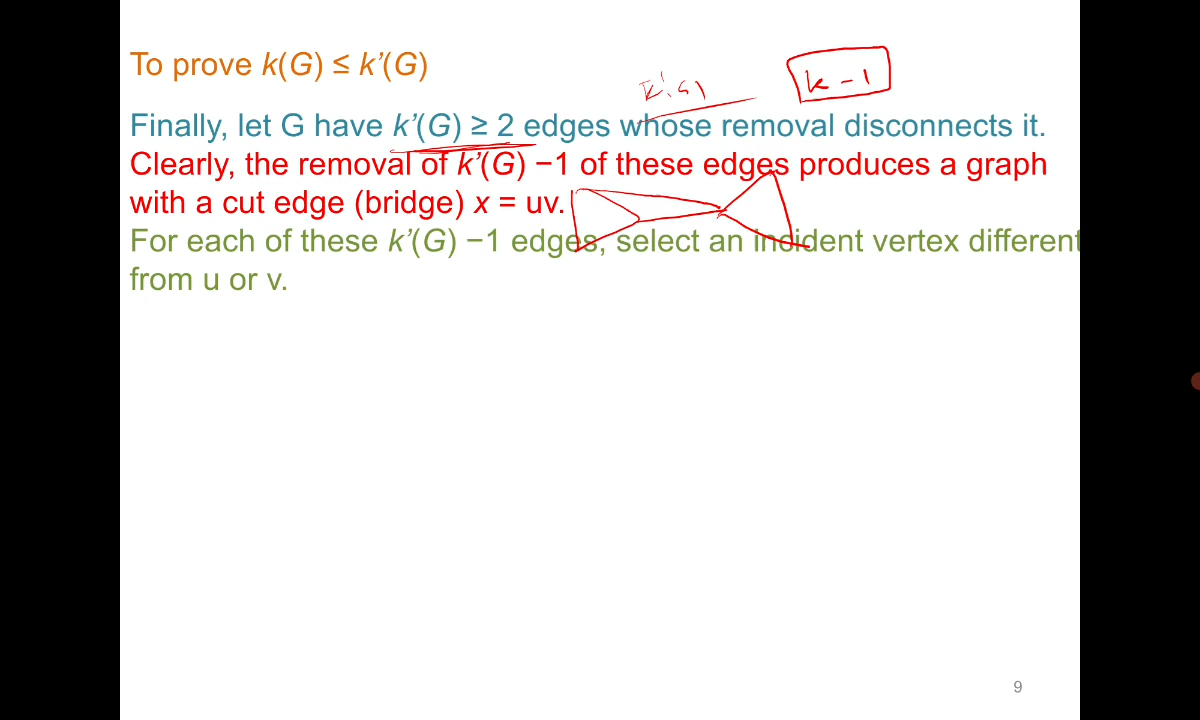 To prove k(G) ≤ k’(G)
k'(G)
k-1
Finally, let G have k’(G) ≥ 2 edges whose removal disconnects it.
Clearly, the removal of k’(G) −1 of these edges produces a graph
with a cut edge (bridge) x = uv.
For each of these k’(G) −1 edges, select an incident vertex different
from u or v.
9